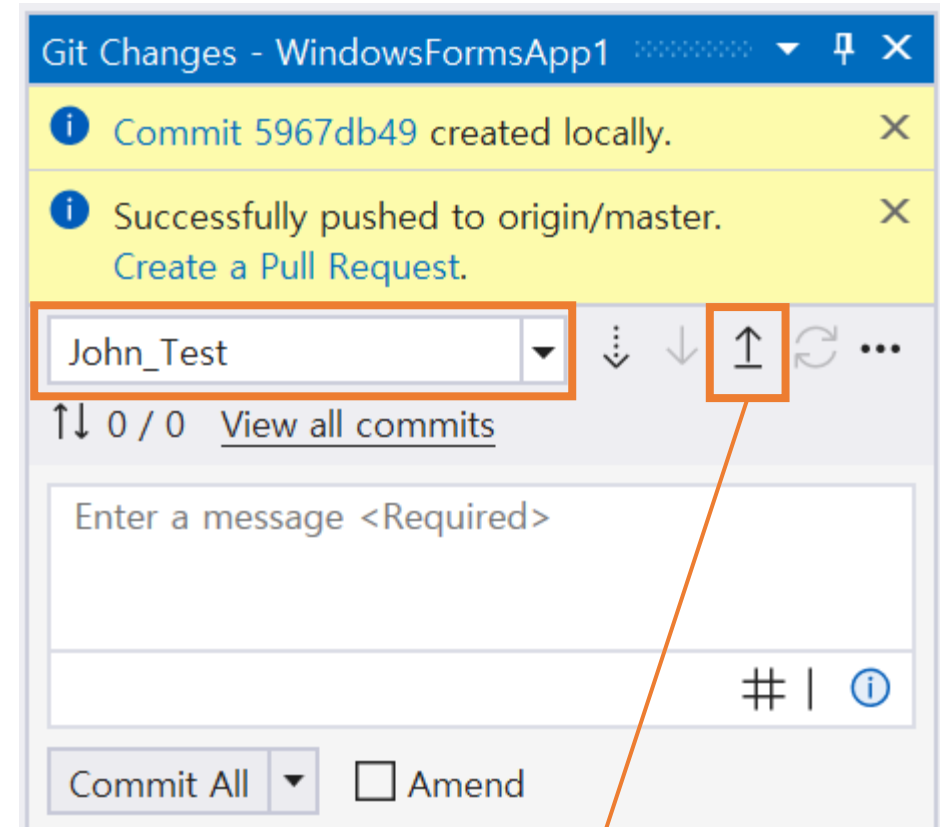 Git Changes - WindowsFormsApp1
Commit 5967db49 created locally.
Successfully pushed to origin/master.
Create a Pull Request.
John_Test
0 / 0 View all commits
Enter a message <Required>
Commit All Amend